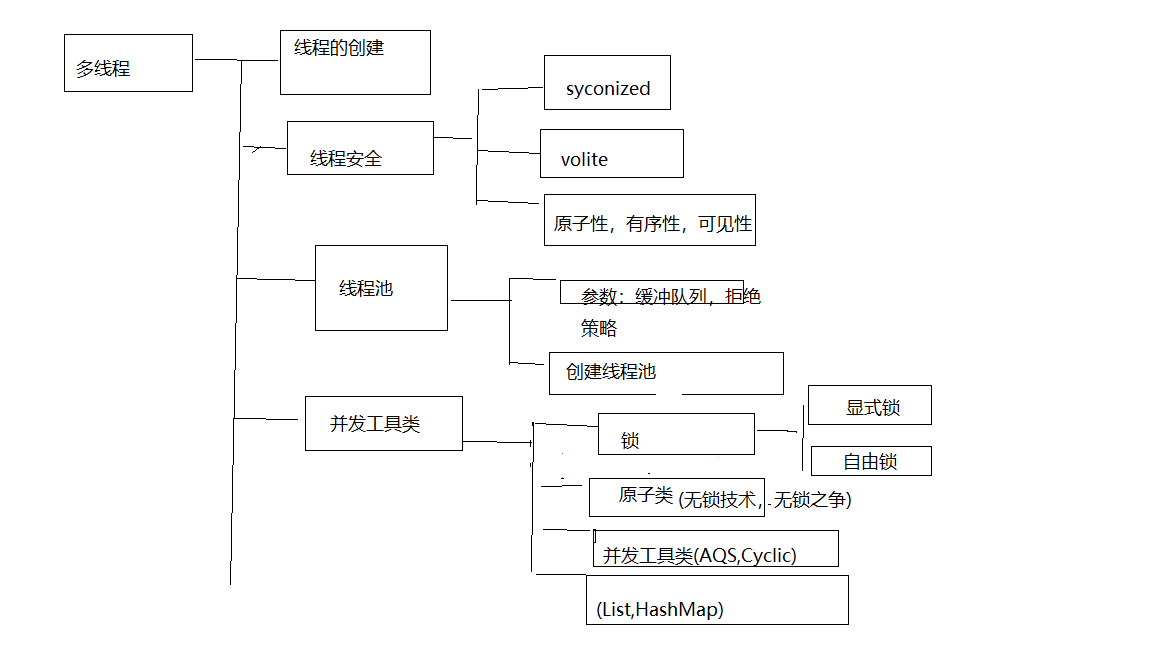 多线程
线程的创建
线程安全
syconized
volite
原子性，有序性，可见性
线程池
参数：缓冲队列，拒绝
策略
创建线程池
并发工具类
锁
显式锁
自由锁
原子类 (无锁技术，无锁之争)
并发工具类(AQS,Cyclic)
(List,HashMap)